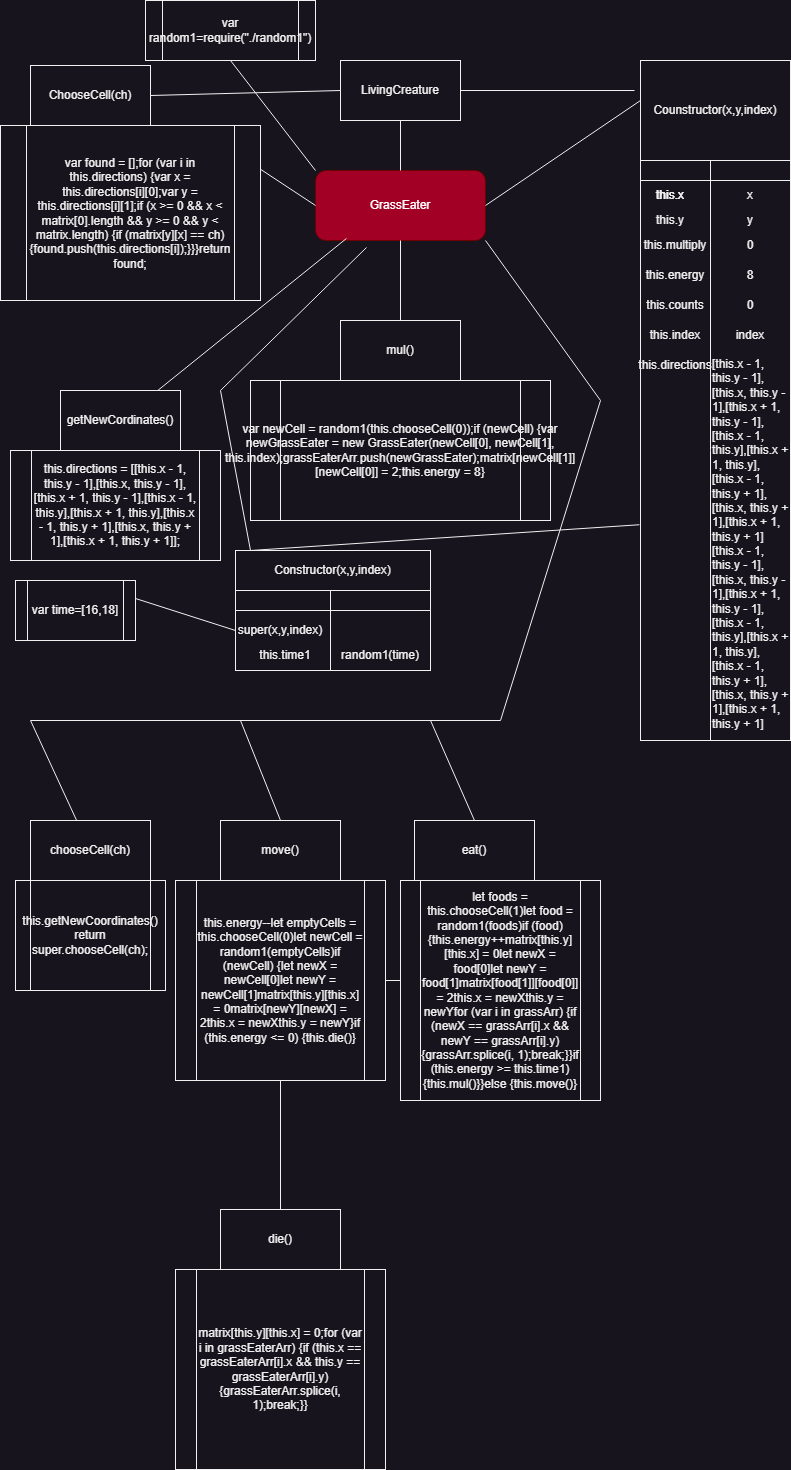 var
random1=require("./random1")
ChooseCell(ch)
LivingCreature
Counstructor(x,y,index)
var found = [];for (var i in
this.directions) {var x =
this.directions[i][0];var y =
this.directions[i][1];if (x >= 0 && x <
matrix[0].length && y >= 0 && y <
matrix.length) {if (matrix[y][x] == ch)
{found.push(this.directions[i]);}}}return
found;
GrassEater
this.x
x
this.y
y
this.multiply
0
this.energy
8
this.counts
0
this.index
index
this.directions
[this.x - 1,
this.y - 1],
[this.x, this.y -
1],[this.x + 1,
this.y - 1],
[this.x - 1,
this.y],[this.x +
1, this.y],
[this.x - 1,
this.y + 1],
[this.x, this.y +
1],[this.x + 1,
this.y + 1]
[this.x - 1,
this.y - 1],
[this.x, this.y -
1],[this.x + 1,
this.y - 1],
[this.x - 1,
this.y],[this.x +
1, this.y],
[this.x - 1,
this.y + 1],
[this.x, this.y +
1],[this.x + 1,
this.y + 1]
mul()
var newCell = random1(this.chooseCell(0));if (newCell) {var
newGrassEater = new GrassEater(newCell[0], newCell[1],
this.index);grassEaterArr.push(newGrassEater);matrix[newCell[1]]
[newCell[0]] = 2;this.energy = 8}
getNewCordinates()
this.directions = [[this.x - 1,
this.y - 1],[this.x, this.y - 1],
[this.x + 1, this.y - 1],[this.x - 1,
this.y],[this.x + 1, this.y],[this.x
- 1, this.y + 1],[this.x, this.y +
1],[this.x + 1, this.y + 1]];
Constructor(x,y,index)
super(x,y,index)
this.time1
random1(time)
var time=[16,18]
chooseCell(ch)
this.getNewCoordinates()
return
super.chooseCell(ch);
move()
this.energy--let emptyCells =
this.chooseCell(0)let newCell =
random1(emptyCells)if
(newCell) {let newX =
newCell[0]let newY =
newCell[1]matrix[this.y][this.x]
= 0matrix[newY][newX] =
2this.x = newXthis.y = newY}if
(this.energy <= 0) {this.die()}
eat()
let foods =
this.chooseCell(1)let food =
random1(foods)if (food)
{this.energy++matrix[this.y]
[this.x] = 0let newX =
food[0]let newY =
food[1]matrix[food[1]][food[0]]
= 2this.x = newXthis.y =
newYfor (var i in grassArr) {if
(newX == grassArr[i].x &&
newY == grassArr[i].y)
{grassArr.splice(i, 1);break;}}if
(this.energy >= this.time1)
{this.mul()}}else {this.move()}
die()
matrix[this.y][this.x] = 0;for (var
i in grassEaterArr) {if (this.x ==
grassEaterArr[i].x && this.y ==
grassEaterArr[i].y)
{grassEaterArr.splice(i,
1);break;}}